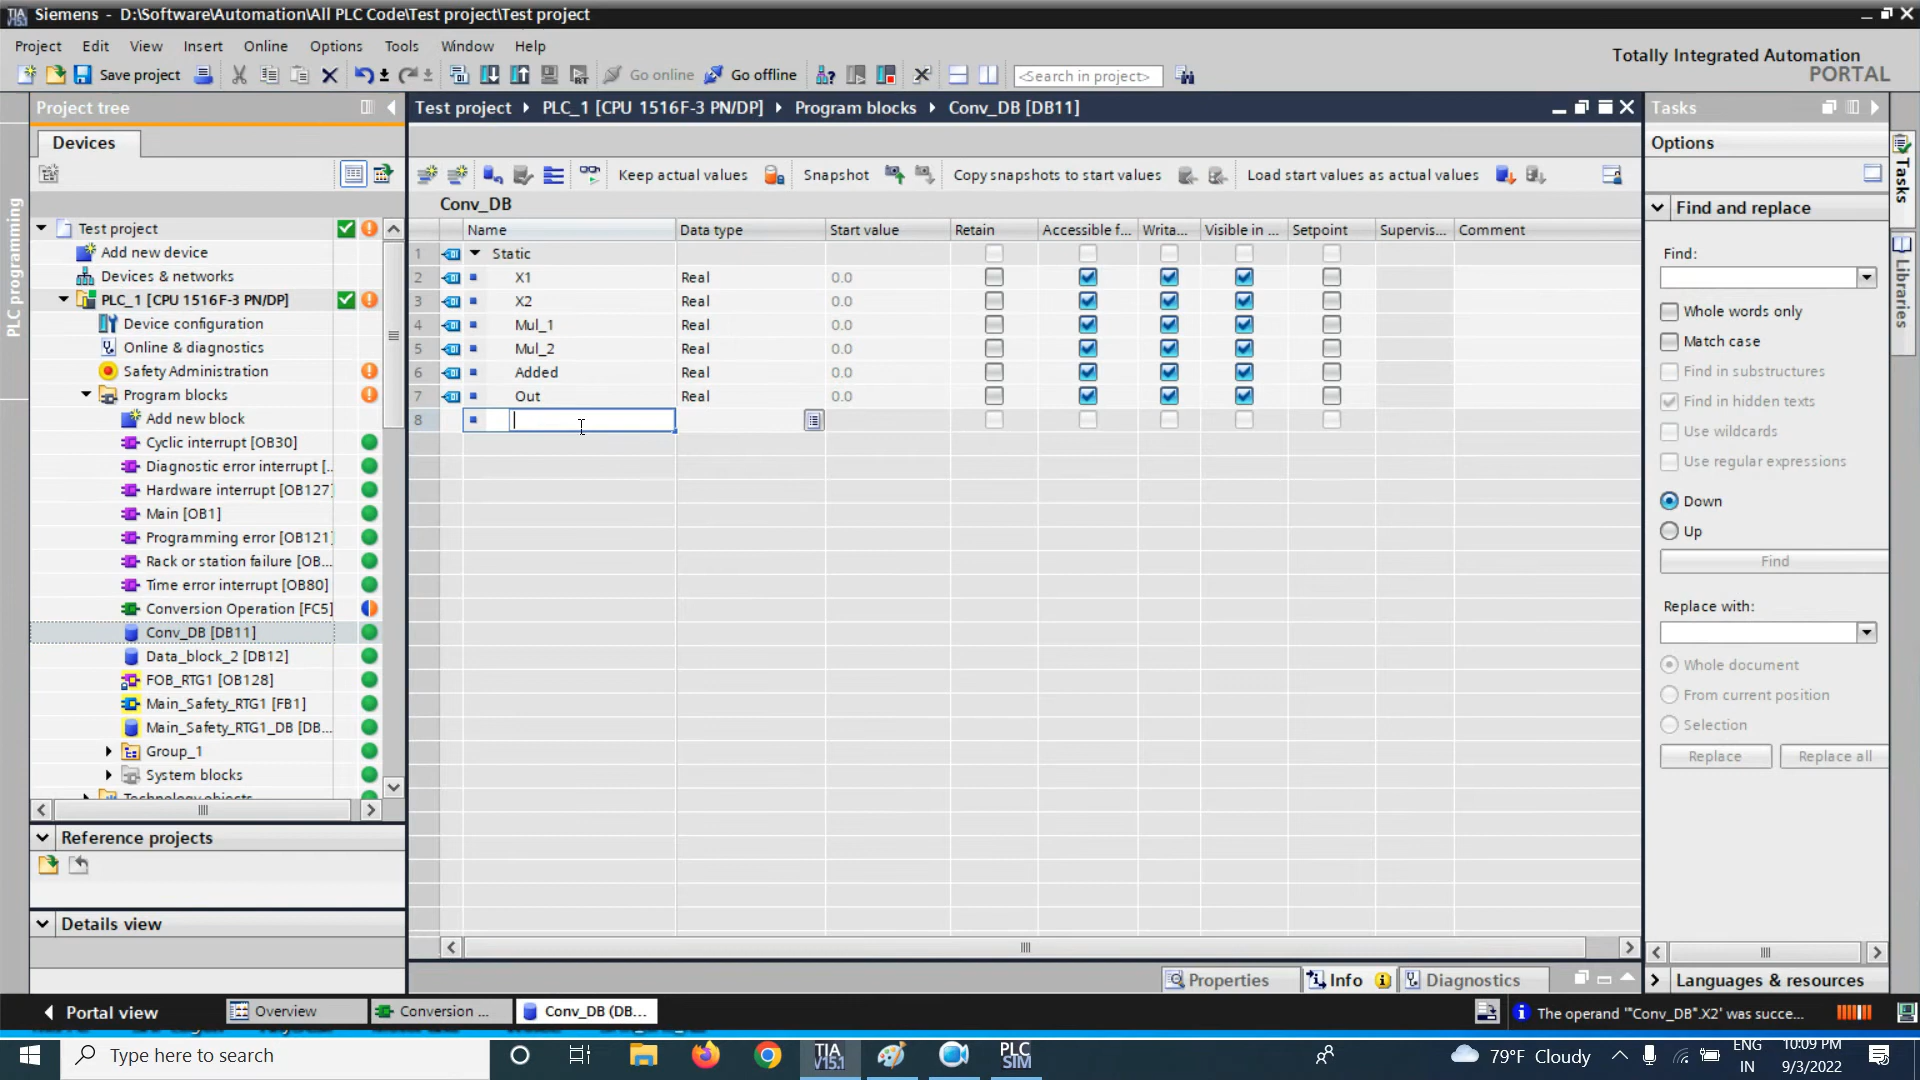 Siemens - D:\Software\Automation\All PLC Code\Test project\Test project
Project Edit View Insert Online Options Tools Window Help
Totally Integrated Automation
PORTAL
Save project
Go online
Go offline
<Search in project>
Project tree
Test project PLC_1 [CPU 1516F-3 PN/DP] Program blocks Conv_DB [DB11]
Tasks
Devices
Options
Keep actual values Snapshot Copy snapshots to start values Load start values as actual values
Conv_DB
Name Data type Start value Retain Accessible f... Writa... Visible in ... Setpoint Supervis... Comment
1 Static
2 X1 Real 0.0
3 X2 Real 0.0
4 Mul_1 Real 0.0
5 Mul_2 Real 0.0
6 Added Real 0.0
7 Out Real 0.0
8
PLC programming
Test project
Add new device
Devices & networks
PLC_1 [CPU 1516F-3 PN/DP]
Device configuration
Online & diagnostics
Safety Administration
Program blocks
Add new block
Cyclic interrupt [OB30]
Diagnostic error interrupt [..
Hardware interrupt [OB127]
Main [OB1]
Programming error [OB121]
Rack or station failure [OB...
Time error interrupt [OB80]
Conversion Operation [FC5]
Conv_DB [DB11]
Data_block_2 [DB12]
FOB_RTG1 [OB128]
Main_Safety_RTG1 [FB1]
Main_Safety_RTG1_DB [DB...
Group_1
System blocks
Technology objects
Reference projects
Details view
Find and replace
Find:
Whole words only
Match case
Find in substructures
Find in hidden texts
Use wildcards
Use regular expressions
Down
Up
Find
Replace with:
Whole document
From current position
Selection
Replace
Replace all
Languages & resources
Tasks
Libraries
Properties
Info
Diagnostics
Portal view
Overview
Conversion ...
Conv_DB (DB...
The operand '"Conv_DB".X2' was succe...
Type here to search
TIA
V15.1
PLC
SIM
79°F Cloudy
ENG
IN
10:09 PM
9/3/2022